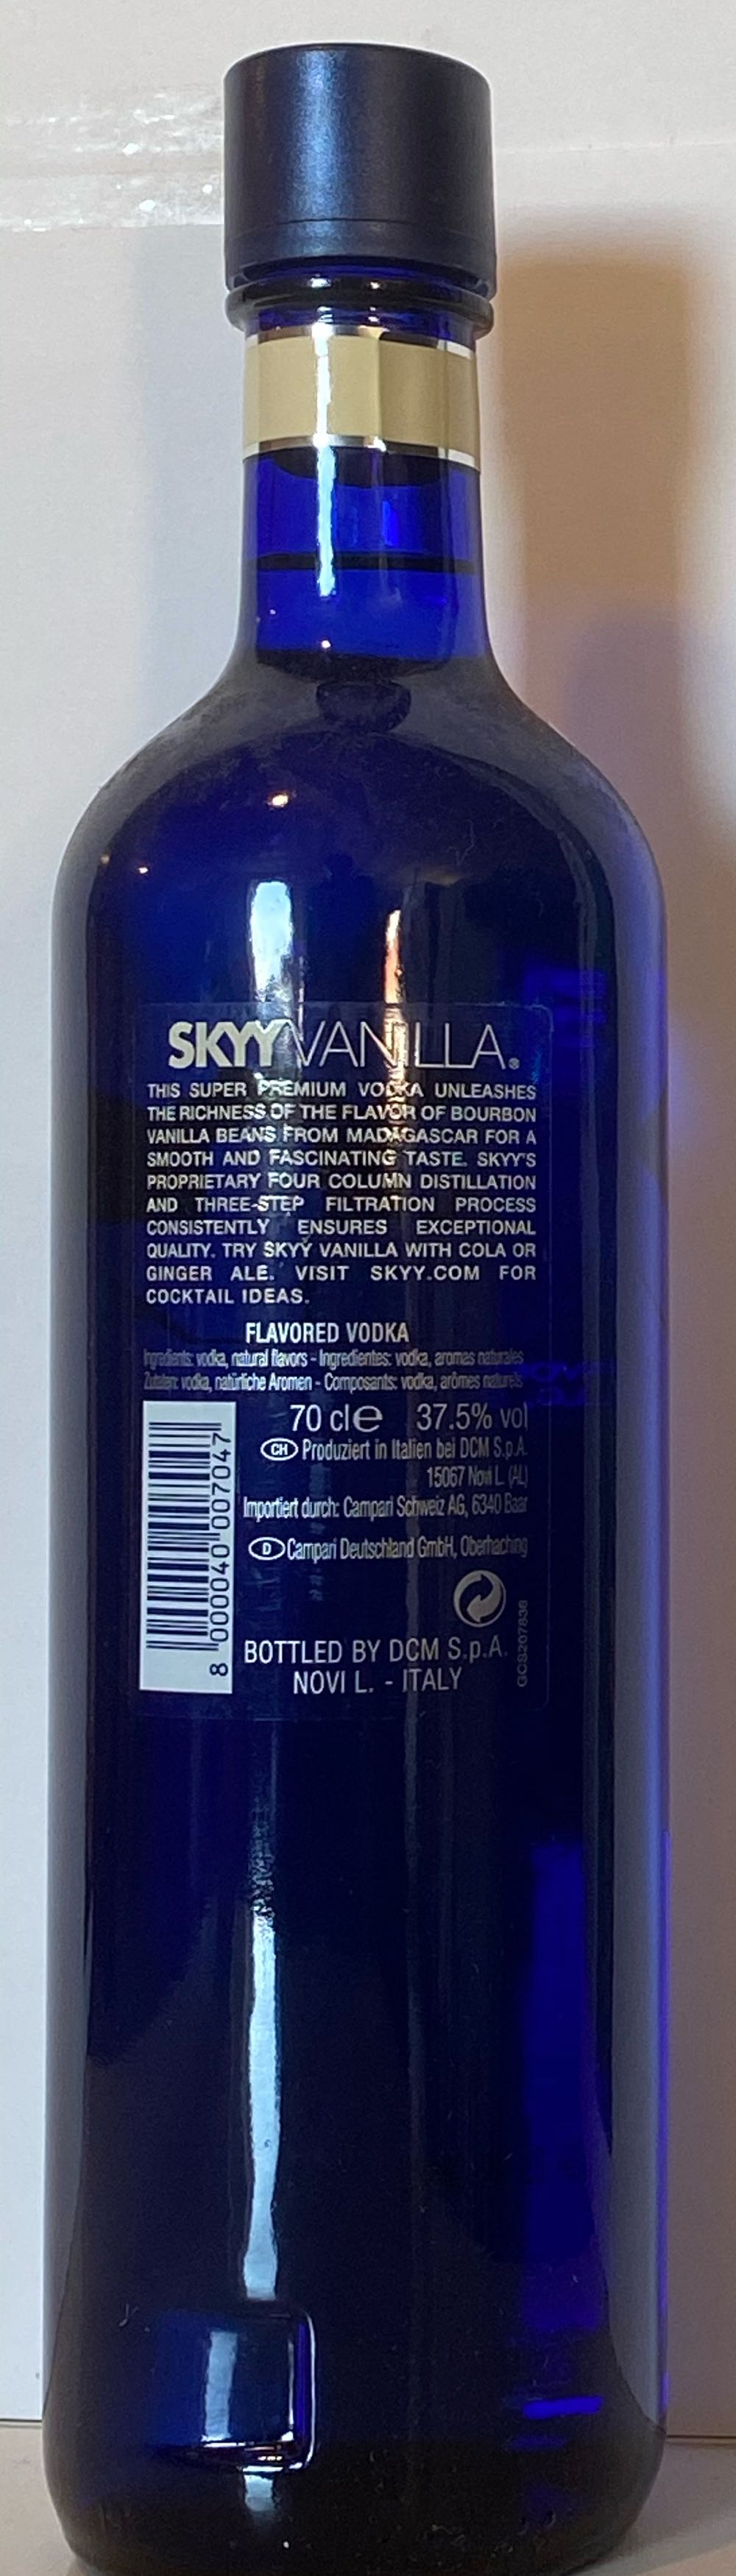 SKYY VANILLA®
THIS SUPER PREMIUM VODKA UNLEASHES
THE RICHNESS OF THE FLAVOR OF BOURBON
VANILLA BEANS FROM MADAGASCAR FOR A
SMOOTH AND FASCINATING TASTE. SKYY'S
PROPRIETARY FOUR COLUMN DISTILLATION
AND THREE-STEP FILTRATION PROCESS
CONSISTENTLY ENSURES EXCEPTIONAL
QUALITY. TRY SKYY VANILLA WITH COLA OR
GINGER ALE. VISIT SKYY.COM FOR
COCKTAIL IDEAS.
FLAVORED VODKA
Ingredients: vodka, natural flavors - Ingredientes: vodka, aromas naturales
Zutaten: vodka, natürliche Aromen - Composants: vodka, arômes naturels
70 cl e 37.5% vol
CH Produziert in Italien bei DCM S.p.A.
15067 Novi L. (AL)
Importiert durch: Campari Schweiz AG, 6340 Baar
D Campari Deutschland GmbH, Oberhaching
BOTTLED BY DCM S.p.A.
NOVI L. - ITALY
8 000040 007047
GCS207836